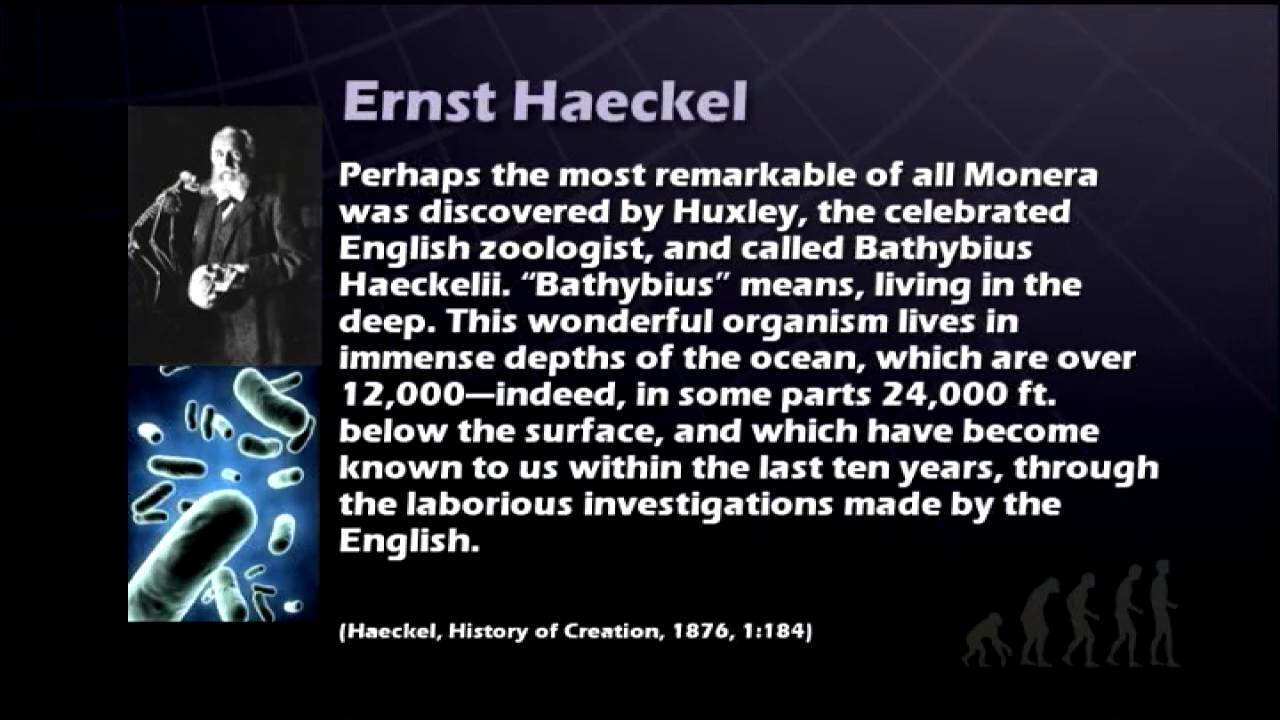 Ernst Haeckel
Perhaps the most remarkable of all Monera
was discovered by Huxley, the celebrated
English zoologist, and called Bathybius
Haeckelii. “Bathybius” means, living in the
deep. This wonderful organism lives in
immense depths of the ocean, which are over
12,000—indeed, in some parts 24,000 ft.
below the surface, and which have become
known to us within the last ten years, through
the laborious investigations made by the
English.
(Haeckel, History of Creation, 1876, 1:184)